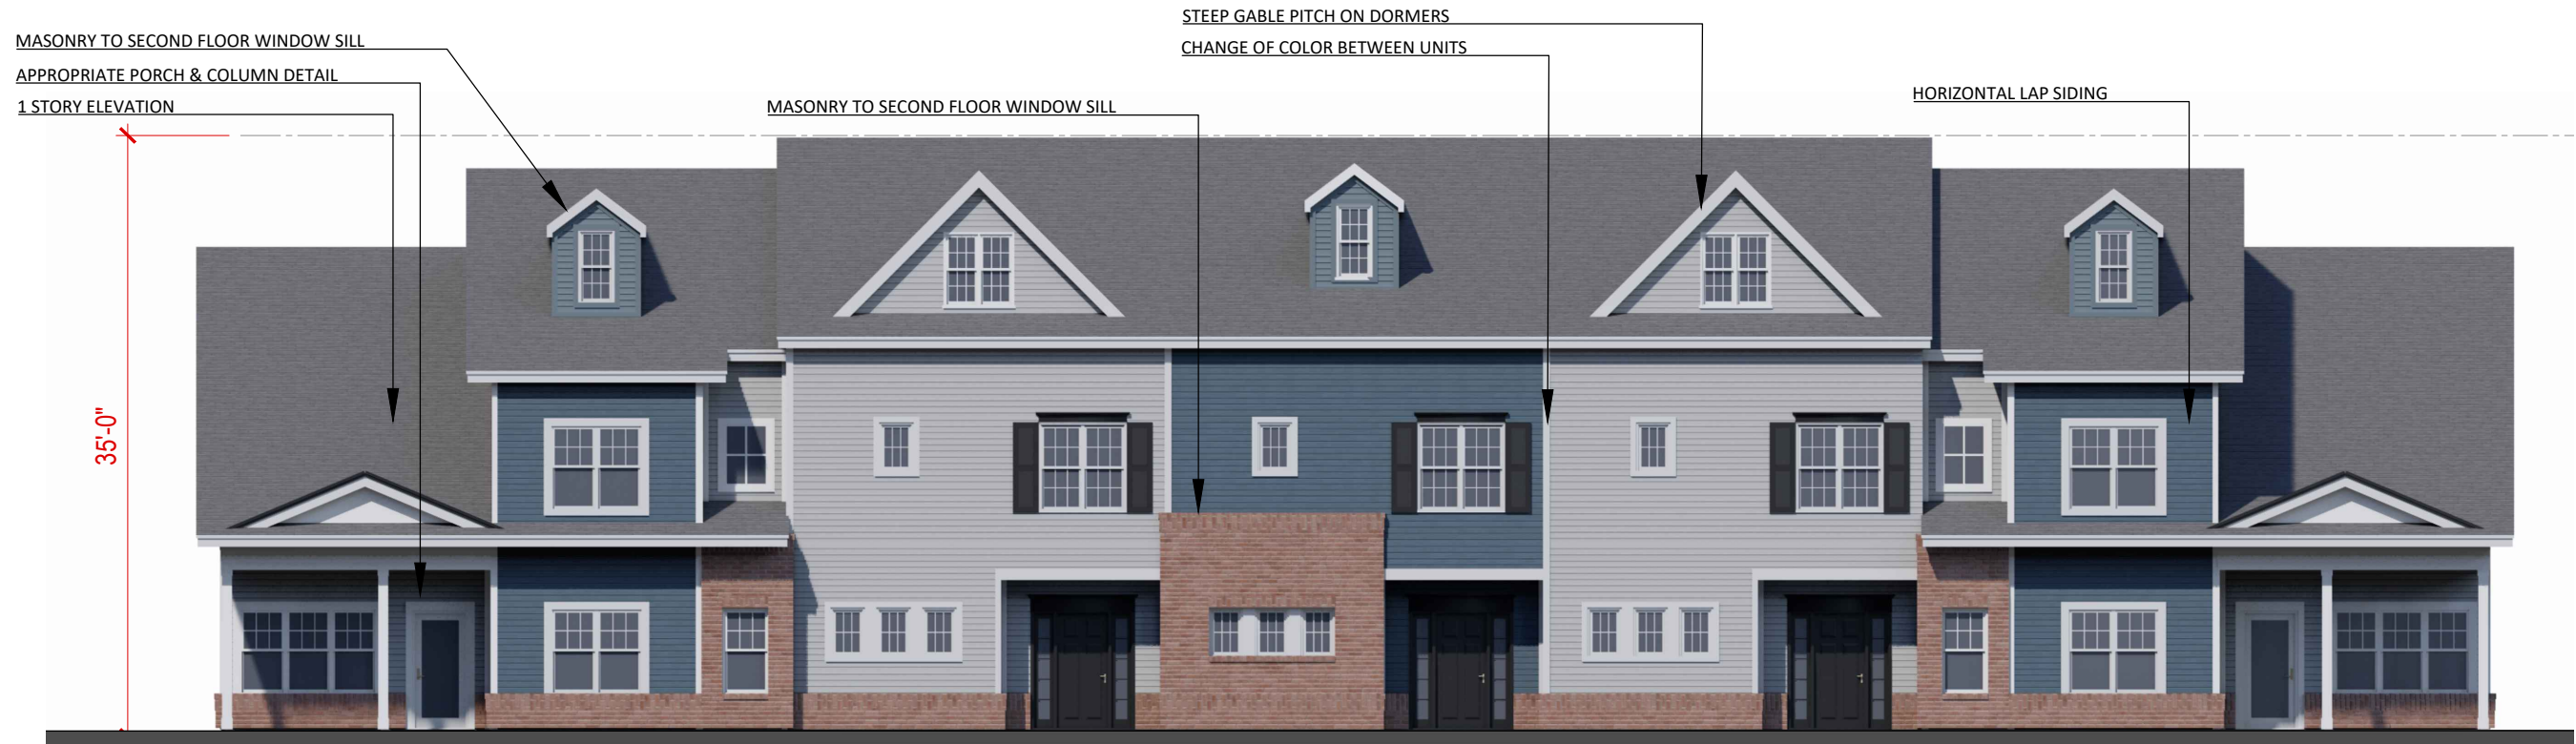 STEEP GABLE PITCH ON DORMERS
MASONRY TO SECOND FLOOR WINDOW SILL
CHANGE OF COLOR BETWEEN UNITS
APPROPRIATE PORCH & COLUMN DETAIL
HORIZONTAL LAP SIDING
1 STORY ELEVATION
MASONRY TO SECOND FLOOR WINDOW SILL
35'-0"